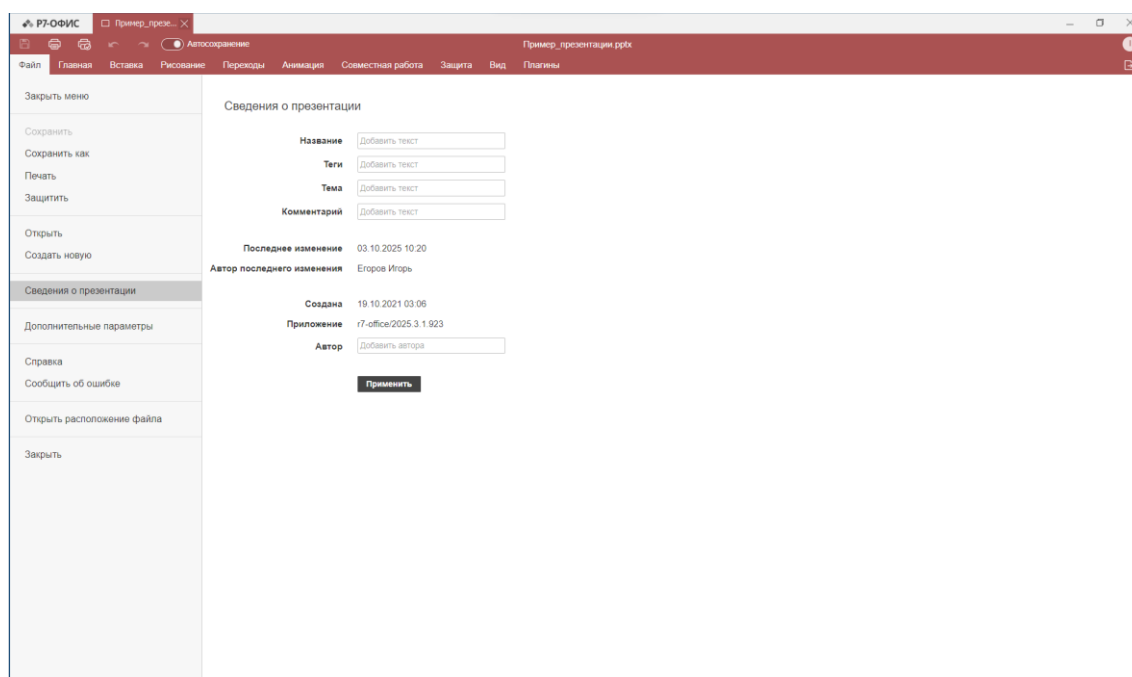 Р7-ОФИС
Пример_презе...
Автосохранение
Пример_презентации.pptx
Файл Главная Вставка Рисование Переходы Анимация Совместная работа Защита Вид Плагины
Закрыть меню
Сохранить
Сохранить как
Печать
Защитить
Открыть
Создать новую
Сведения о презентации
Дополнительные параметры
Справка
Сообщить об ошибке
Открыть расположение файла
Закрыть
Сведения о презентации
Название Добавить текст
Теги Добавить текст
Тема Добавить текст
Комментарий Добавить текст
Последнее изменение 03.10.2025 10:20
Автор последнего изменения Егоров Игорь
Создана 19.10.2021 03:06
Приложение r7-office/2025.3.1.923
Автор Добавить автора
Применить